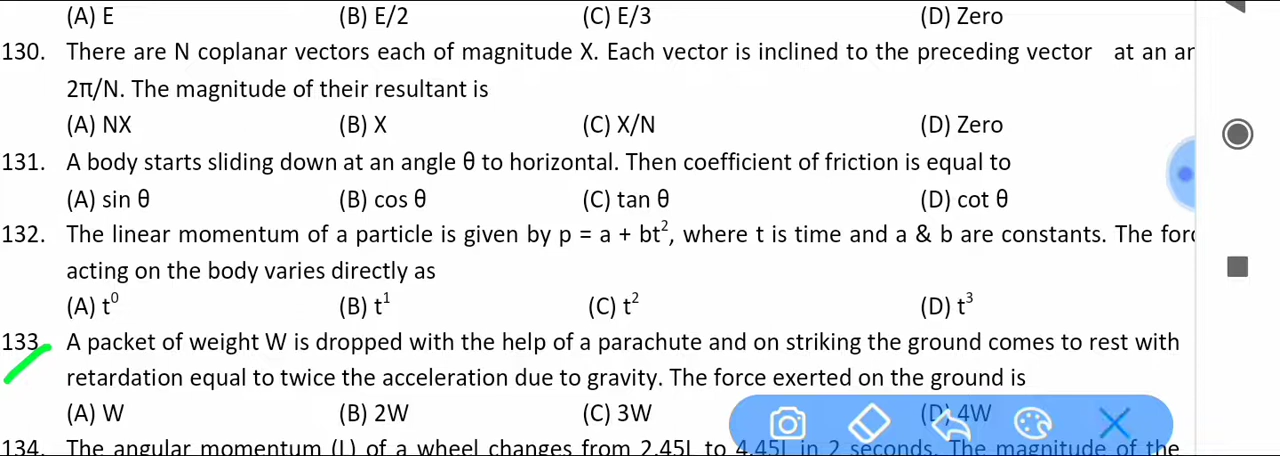 (A) E (B) E/2 (C) E/3 (D) Zero
130. There are N coplanar vectors each of magnitude X. Each vector is inclined to the preceding vector at an
2π/N. The magnitude of their resultant is
(A) NX (B) X (C) X/N (D) Zero
131. A body starts sliding down at an angle θ to horizontal. Then coefficient of friction is equal to
(A) sin θ (B) cos θ (C) tan θ (D) cot θ
132. The linear momentum of a particle is given by p = a + bt², where t is time and a & b are constants. The
acting on the body varies directly as
(A) t⁰ (B) t¹ (C) t² (D) t³
133. A packet of weight W is dropped with the help of a parachute and on striking the ground comes to rest with
retardation equal to twice the acceleration due to gravity. The force exerted on the ground is
(A) W (B) 2W (C) 3W (D) 4W
134. The angular momentum (L) of a wheel changes from 2.45L to 4.45L in 2 seconds. The magnitude of the